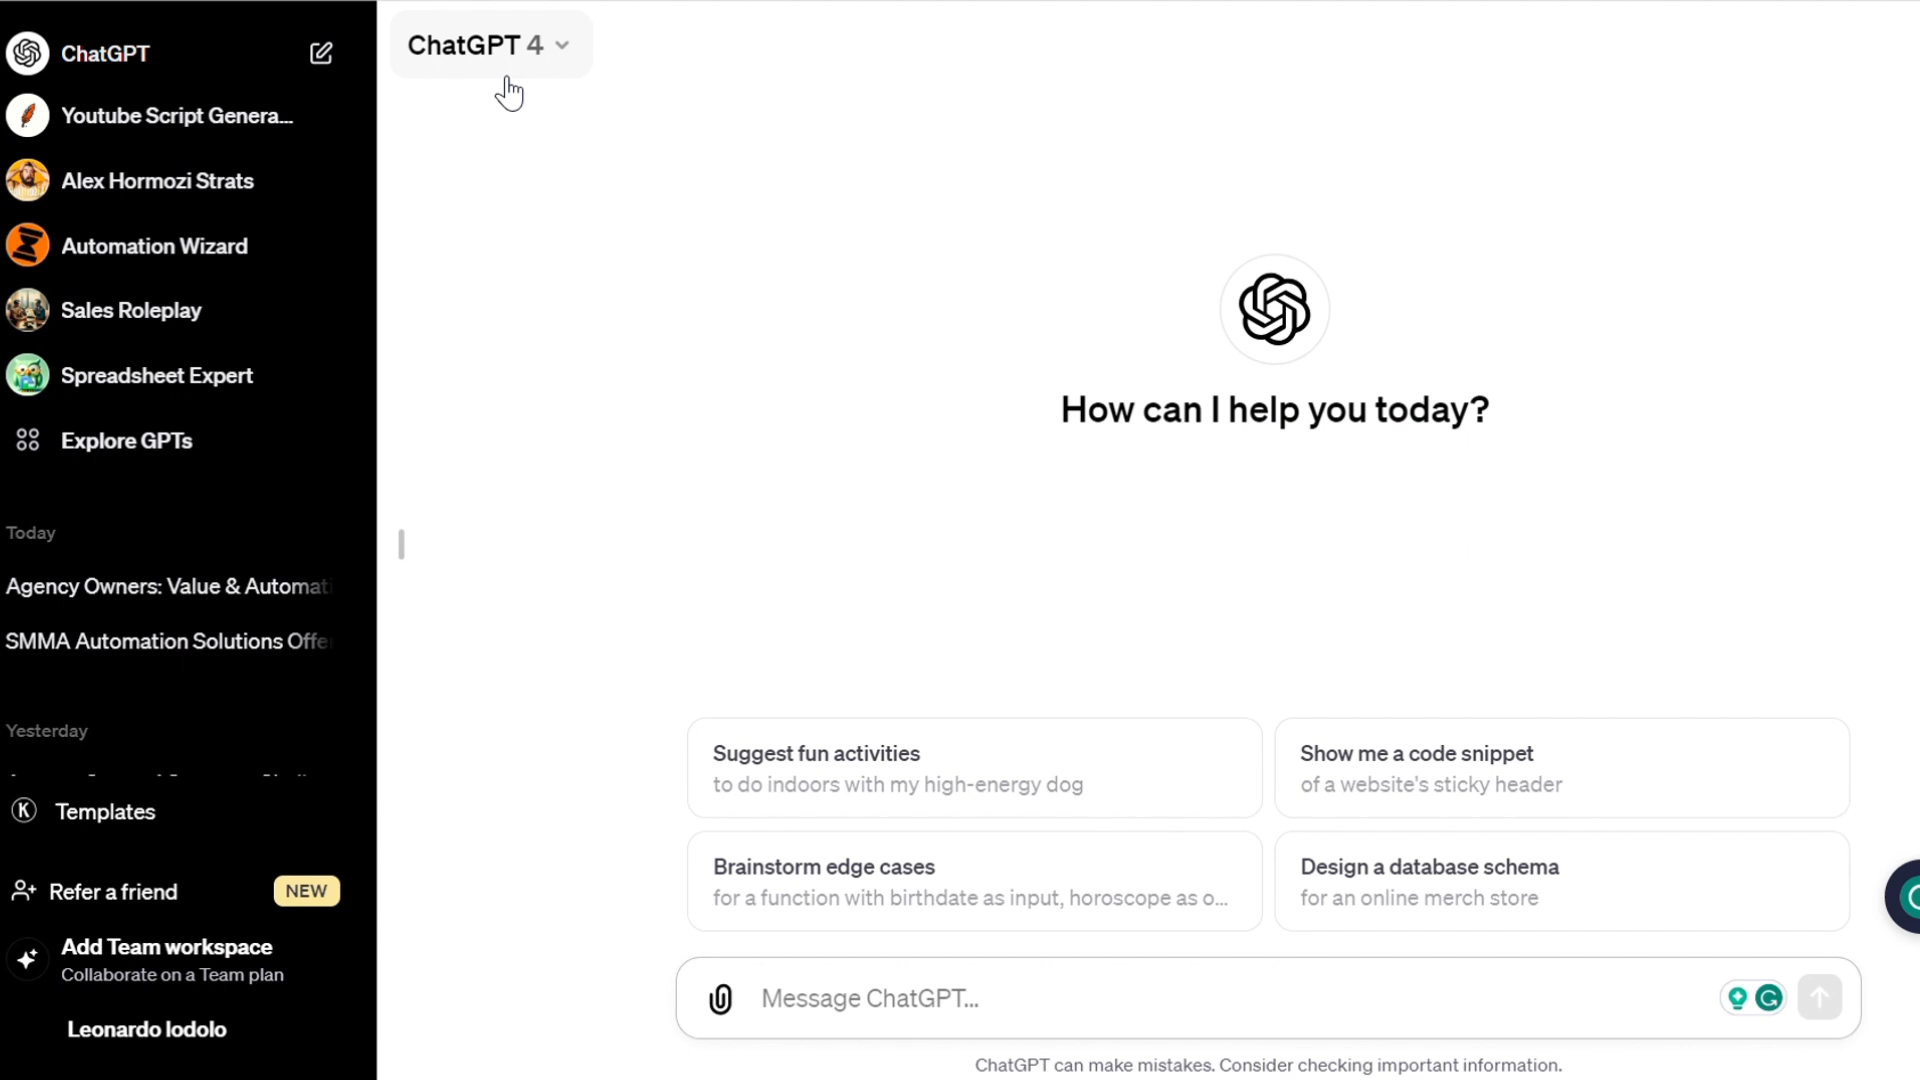 ChatGPT
Youtube Script Genera...
Alex Hormozi Strats
Automation Wizard
Sales Roleplay
Spreadsheet Expert
Explore GPTs
Today
Agency Owners: Value & Automati
SMMA Automation Solutions Offe
Yesterday
K Templates
Refer a friend NEW
Add Team workspace
Collaborate on a Team plan
Leonardo Iodolo
ChatGPT 4
How can I help you today?
Suggest fun activities
to do indoors with my high-energy dog
Show me a code snippet
of a website's sticky header
Brainstorm edge cases
for a function with birthdate as input, horoscope as o...
Design a database schema
for an online merch store
Message ChatGPT...
ChatGPT can make mistakes. Consider checking important information.